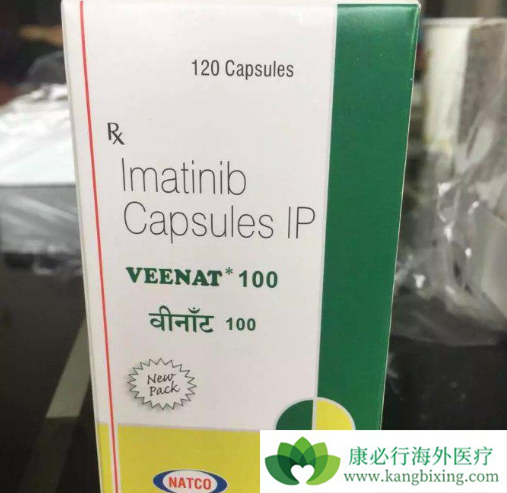 120 Capsules
Rx
Imatinib
Capsules IP
VEENAT* 100
वीनाँट 100
New
Pack
NATCO
康必行海外医疗
www.kangbixing.com